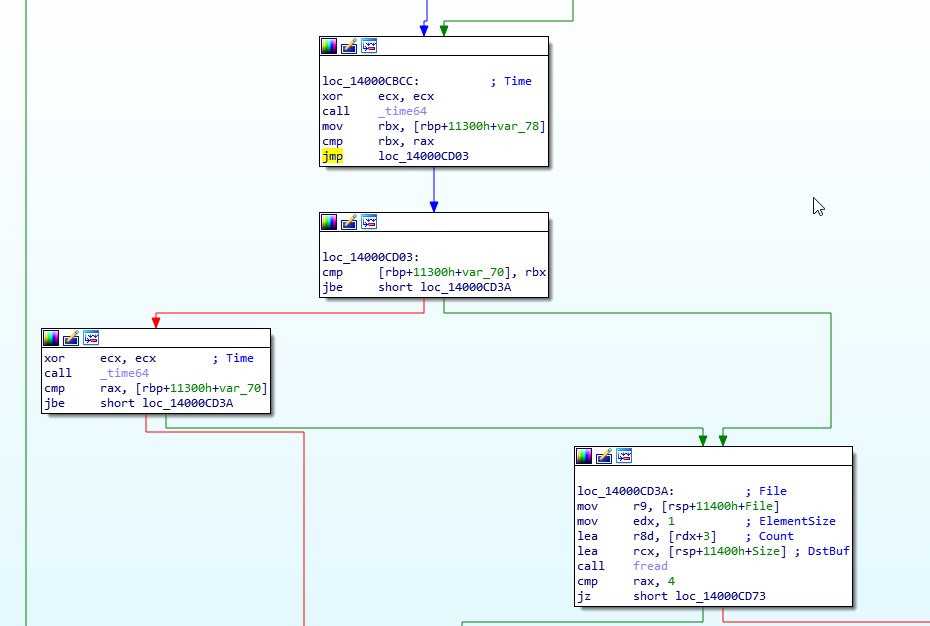 loc_14000CBCC: ; Time
xor ecx, ecx
call _time64
mov rbx, [rbp+11300h+var_78]
cmp rbx, rax
jmp loc_14000CD03
loc_14000CD03:
cmp [rbp+11300h+var_70], rbx
jbe short loc_14000CD3A
xor ecx, ecx ; Time
call _time64
cmp rax, [rbp+11300h+var_70]
jbe short loc_14000CD3A
loc_14000CD3A: ; File
mov r9, [rsp+11400h+File]
mov edx, 1 ; ElementSize
lea r8d, [rdx+3] ; Count
lea rcx, [rsp+11400h+Size] ; DstBuf
call fread
cmp rax, 4
jz short loc_14000CD73